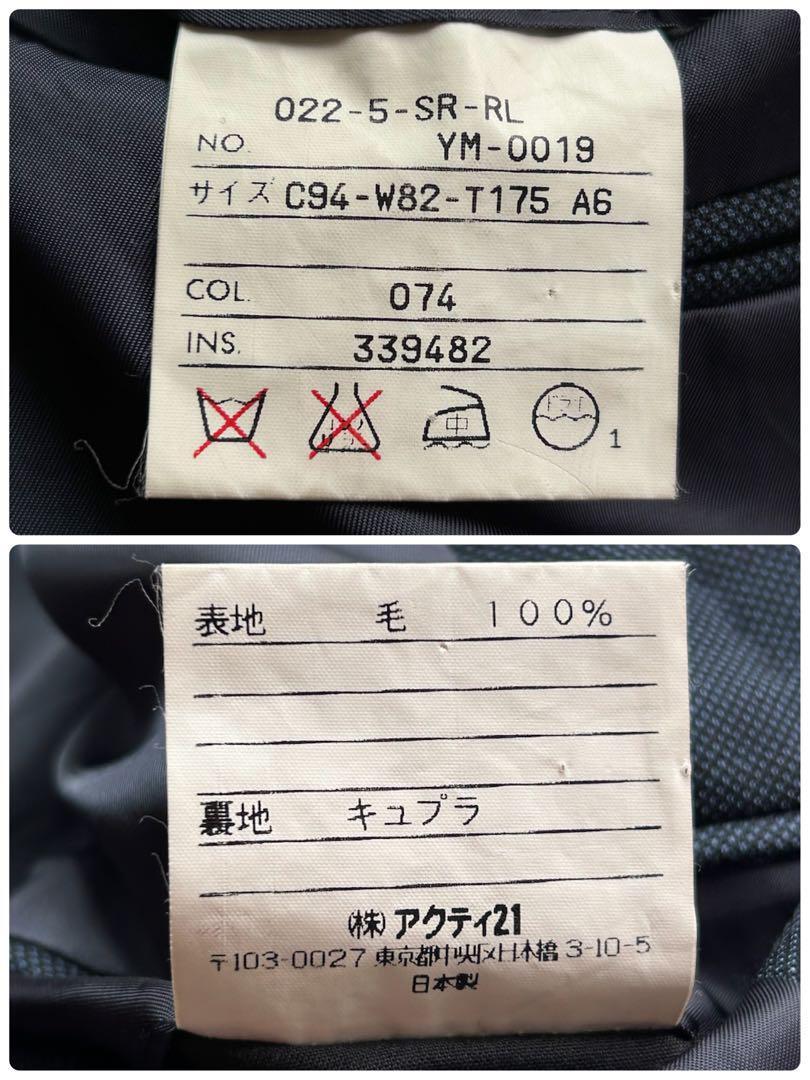 022-5-SR-RL
NO. YM-0019
サイズ C94-W82-T175 A6
COL. 074
INS. 339482
中 ドライ 1
表地 毛 100%
裏地 キュプラ
(株)アクティ21
〒103-0027 東京都中央区日本橋3-10-5
日本製